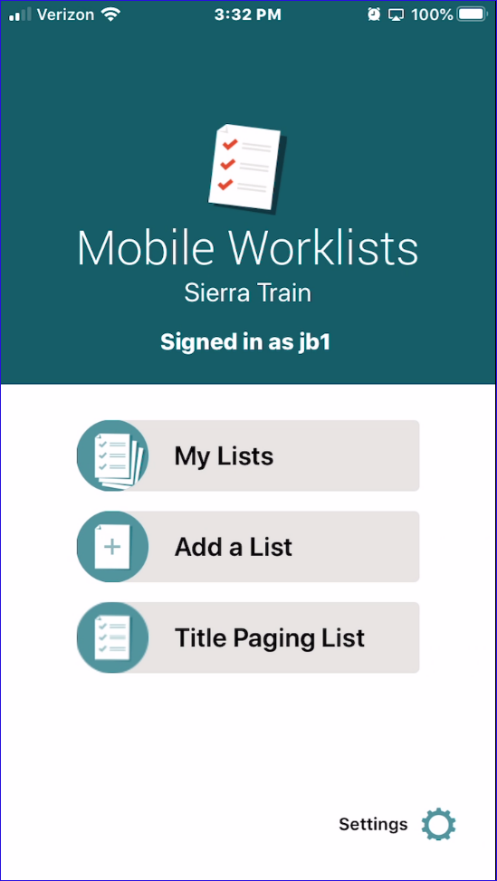 Verizon 3:32 PM 100%
Mobile Worklists
Sierra Train
Signed in as jb1
My Lists
Add a List
Title Paging List
Settings